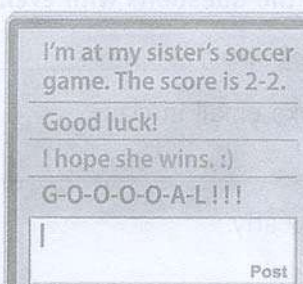 I'm at my sister's soccer
game. The score is 2-2.
Good luck!
I hope she wins. :)
G-O-O-O-O-A-L!!!
Post